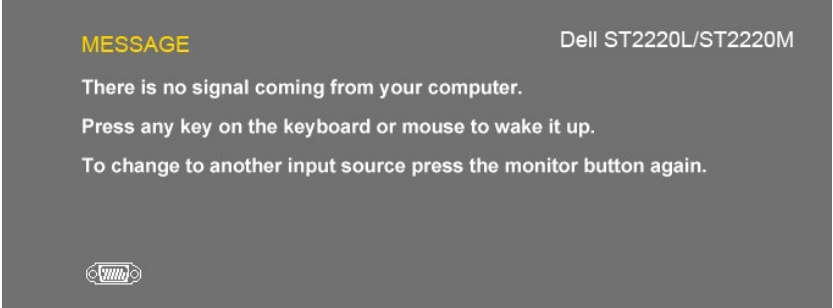 MESSAGE
Dell ST2220L/ST2220M
There is no signal coming from your computer.
Press any key on the keyboard or mouse to wake it up.
To change to another input source press the monitor button again.